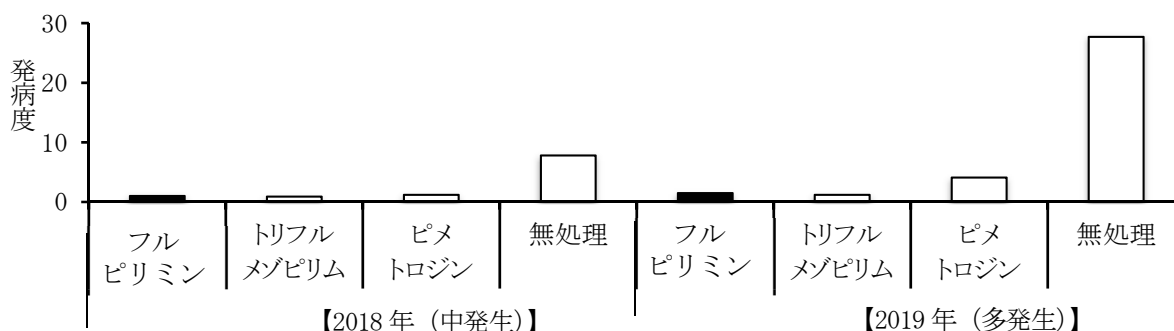 30
20
10
0
発病度
フル
ピリミン
トリフル
メゾピリム
ピメ
トロジン
無処理
フル
ピリミン
トリフル
メゾピリム
ピメ
トロジン
無処理
【2018 年（中発生）】
【2019 年（多発生）】